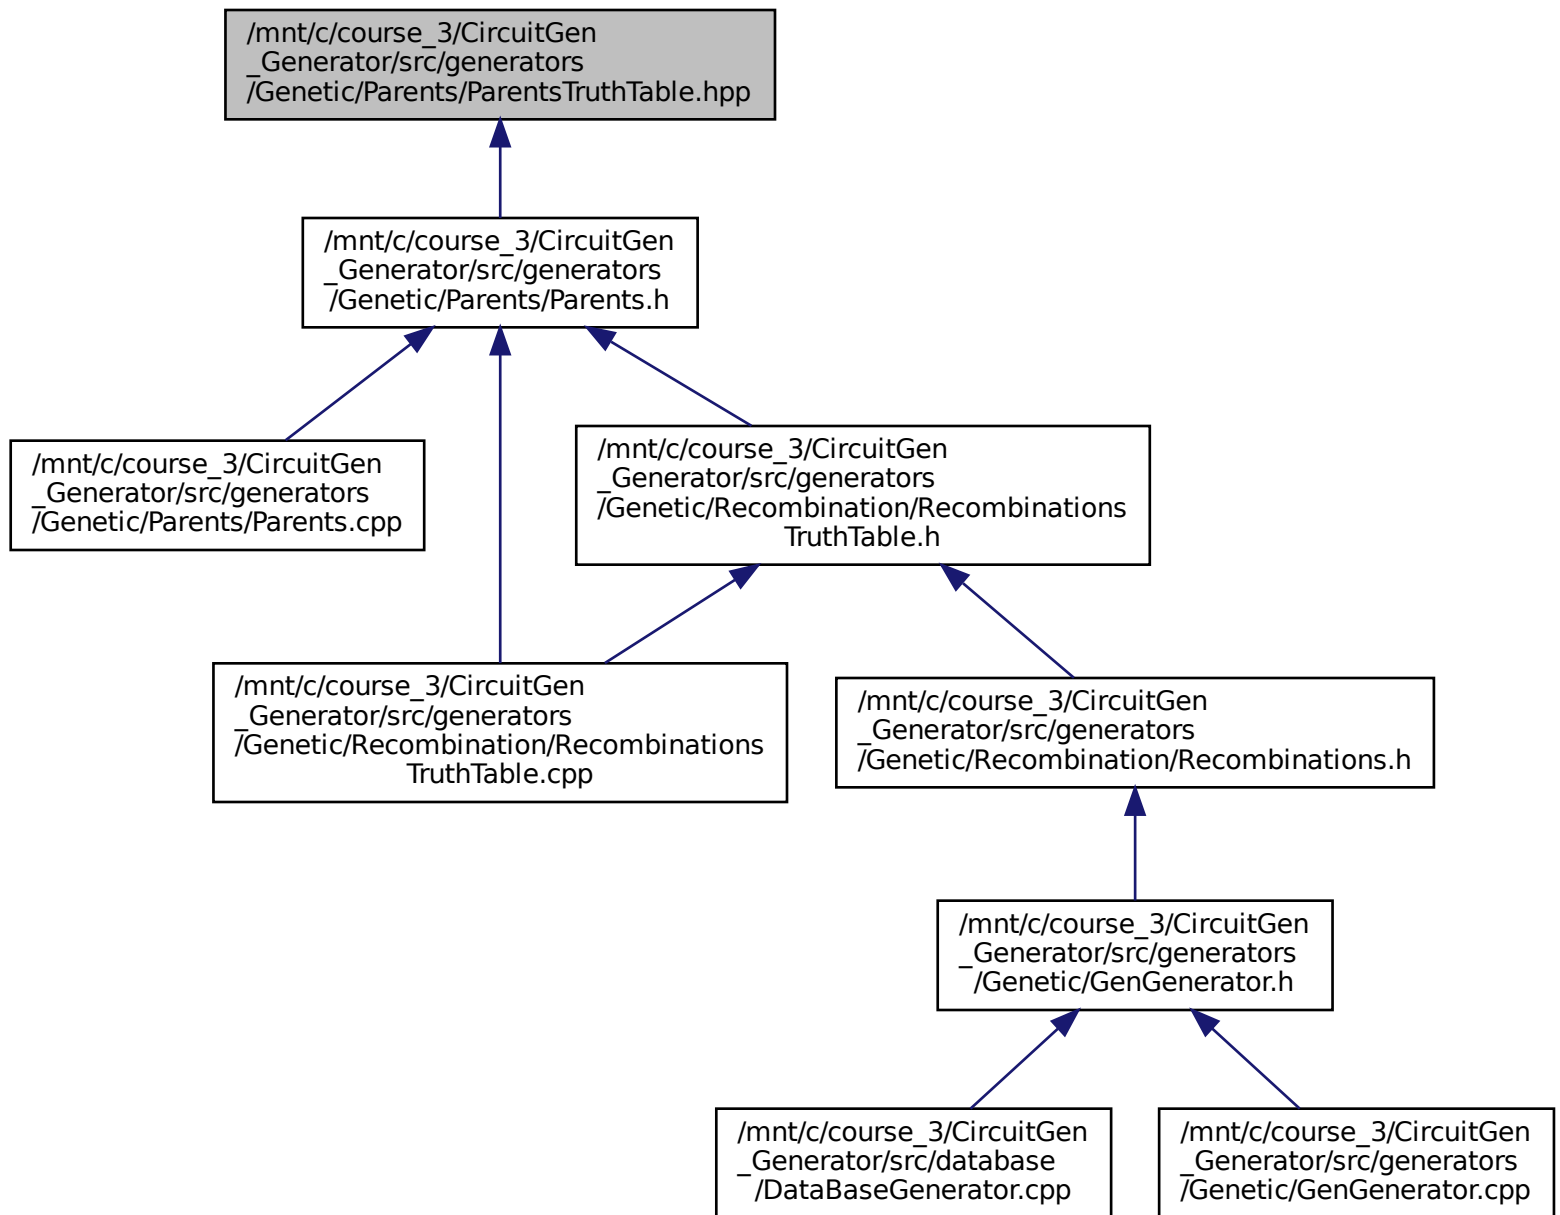 /mnt/c/course_3/CircuitGen
_Generator/src/generators
/Genetic/Parents/ParentsTruthTable.hpp
/mnt/c/course_3/CircuitGen
_Generator/src/generators
/Genetic/Parents/Parents.h
/mnt/c/course_3/CircuitGen
_Generator/src/generators
/Genetic/Parents/Parents.cpp
/mnt/c/course_3/CircuitGen
_Generator/src/generators
/Genetic/Recombination/Recombinations
TruthTable.h
/mnt/c/course_3/CircuitGen
_Generator/src/generators
/Genetic/Recombination/Recombinations
TruthTable.cpp
/mnt/c/course_3/CircuitGen
_Generator/src/generators
/Genetic/Recombination/Recombinations.h
/mnt/c/course_3/CircuitGen
_Generator/src/generators
/Genetic/GenGenerator.h
/mnt/c/course_3/CircuitGen
_Generator/src/database
/DataBaseGenerator.cpp
/mnt/c/course_3/CircuitGen
_Generator/src/generators
/Genetic/GenGenerator.cpp